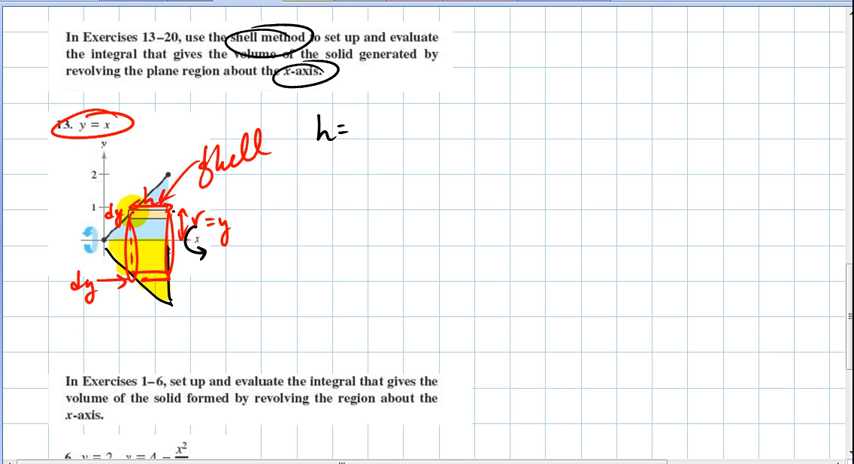 In Exercises 13–20, use the shell method to set up and evaluate
the integral that gives the volume of the solid generated by
revolving the plane region about the x-axis.
13. y = x
h=
y
shell
2
h
1
dy
r=y
x
dy
In Exercises 1–6, set up and evaluate the integral that gives the
volume of the solid formed by revolving the region about the
x-axis.